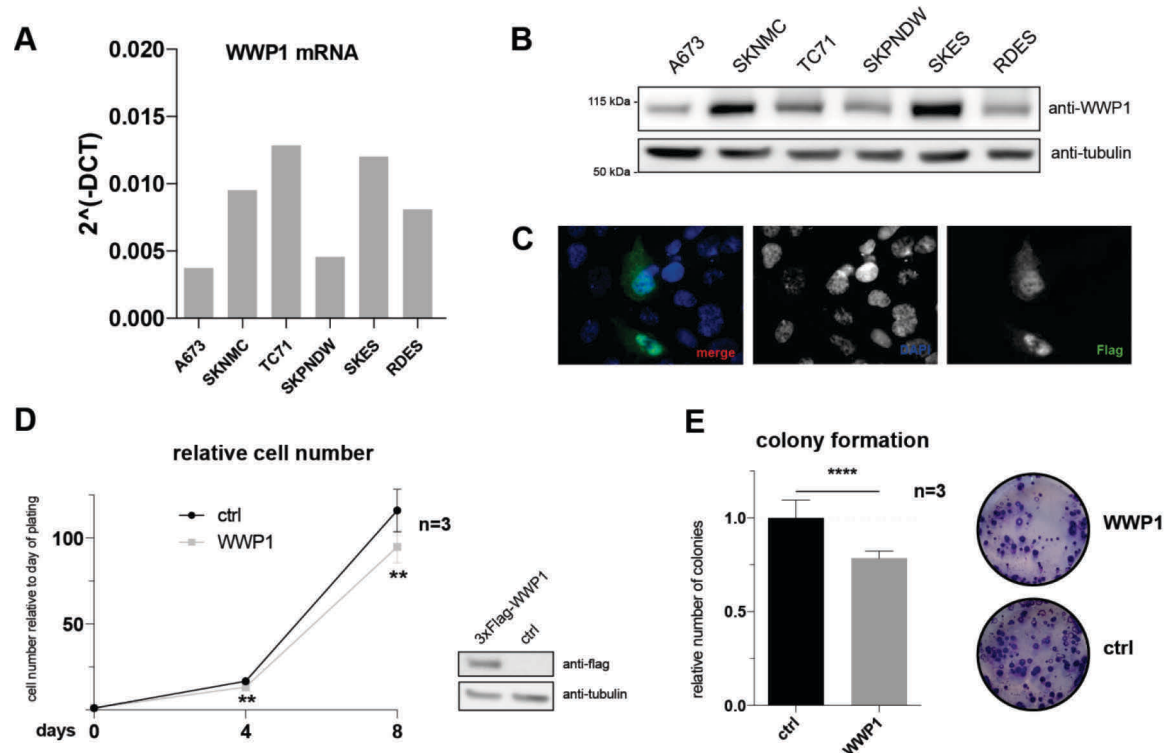 A
WWP1 mRNA
2^(-DCT)
0.020
0.015
0.010
0.005
0.000
A673
SKNMC
TC71
SKPNDW
SKES
RDES
B
A673
SKNMC
TC71
SKPNDW
SKES
RDES
115 kDa
anti-WWP1
anti-tubulin
50 kDa
C
merge
DAPI
Flag
D
relative cell number
cell number relative to day of plating
100
50
ctrl
WWP1
n=3
**
**
days
0
4
8
3xFlag-WWP1
ctrl
anti-flag
anti-tubulin
E
colony formation
****
n=3
relative number of colonies
1.0
0.5
0.0
ctrl
WWP1
WWP1
ctrl